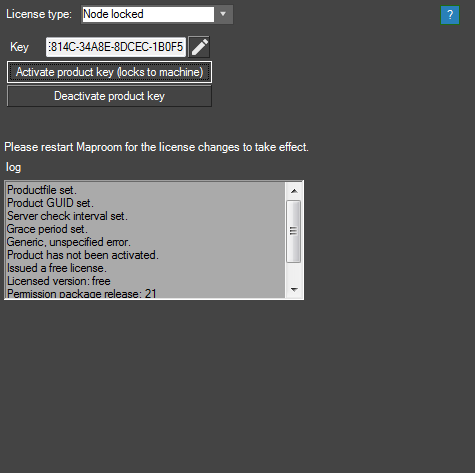 License type: Node locked
?
Key :814C-34A8E-8DCEC-1B0F5
Activate product key (locks to machine)
Deactivate product key
Please restart Maproom for the license changes to take effect.
log
Productfile set.
Product GUID set.
Server check interval set.
Grace period set.
Generic, unspecified error.
Product has not been activated.
Issued a free license.
Licensed version: free
Permission package release: 21